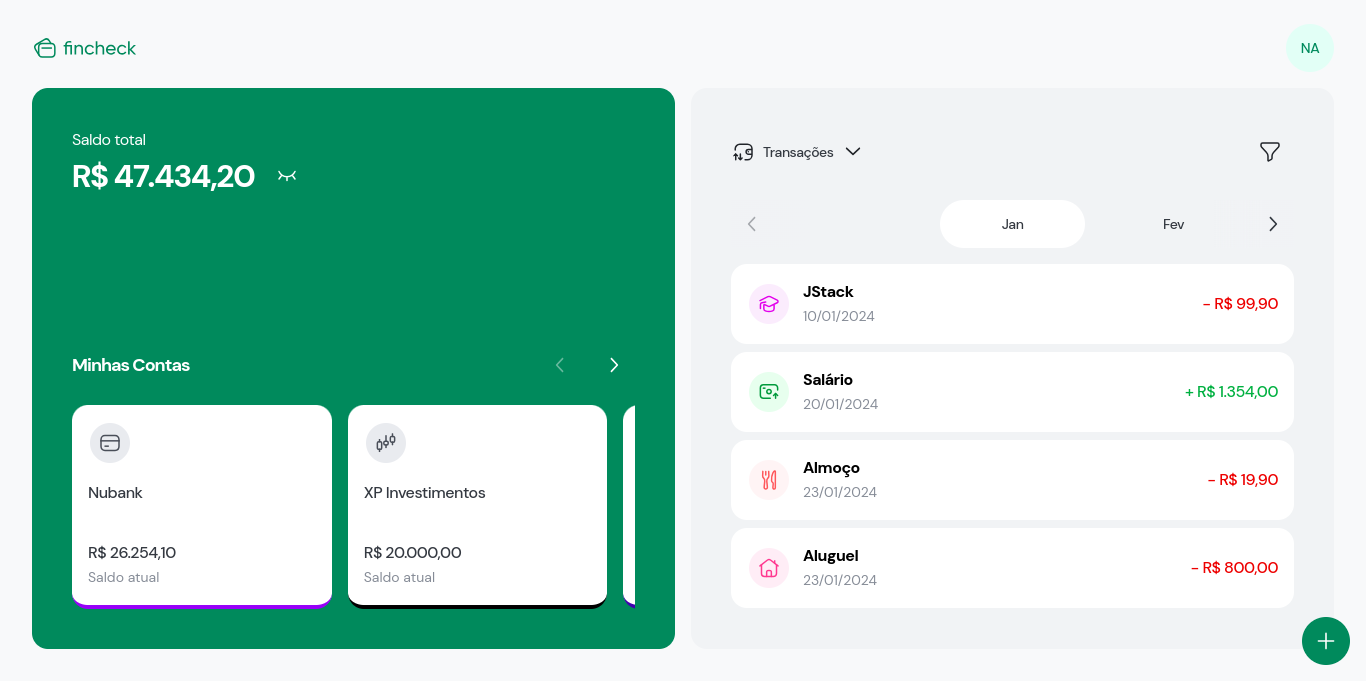 fincheck
NA
Saldo total
R$ 47.434,20
Minhas Contas
Nubank
R$ 26.254,10
Saldo atual
XP Investimentos
R$ 20.000,00
Saldo atual
Transações
Jan
Fev
JStack
10/01/2024
- R$ 99,90
Salário
20/01/2024
+ R$ 1.354,00
Almoço
23/01/2024
- R$ 19,90
Aluguel
23/01/2024
- R$ 800,00